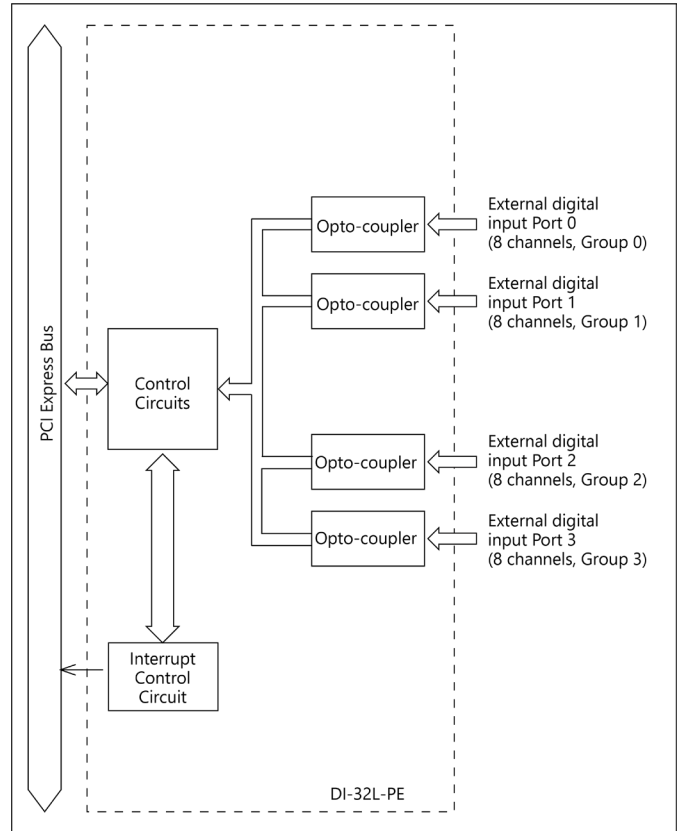 PCI Express Bus
Control
Circuits
Interrupt
Control
Circuit
Opto-coupler
External digital
input Port 0
(8 channels, Group 0)
Opto-coupler
External digital
input Port 1
(8 channels, Group 1)
Opto-coupler
External digital
input Port 2
(8 channels, Group 2)
Opto-coupler
External digital
input Port 3
(8 channels, Group 3)
DI-32L-PE